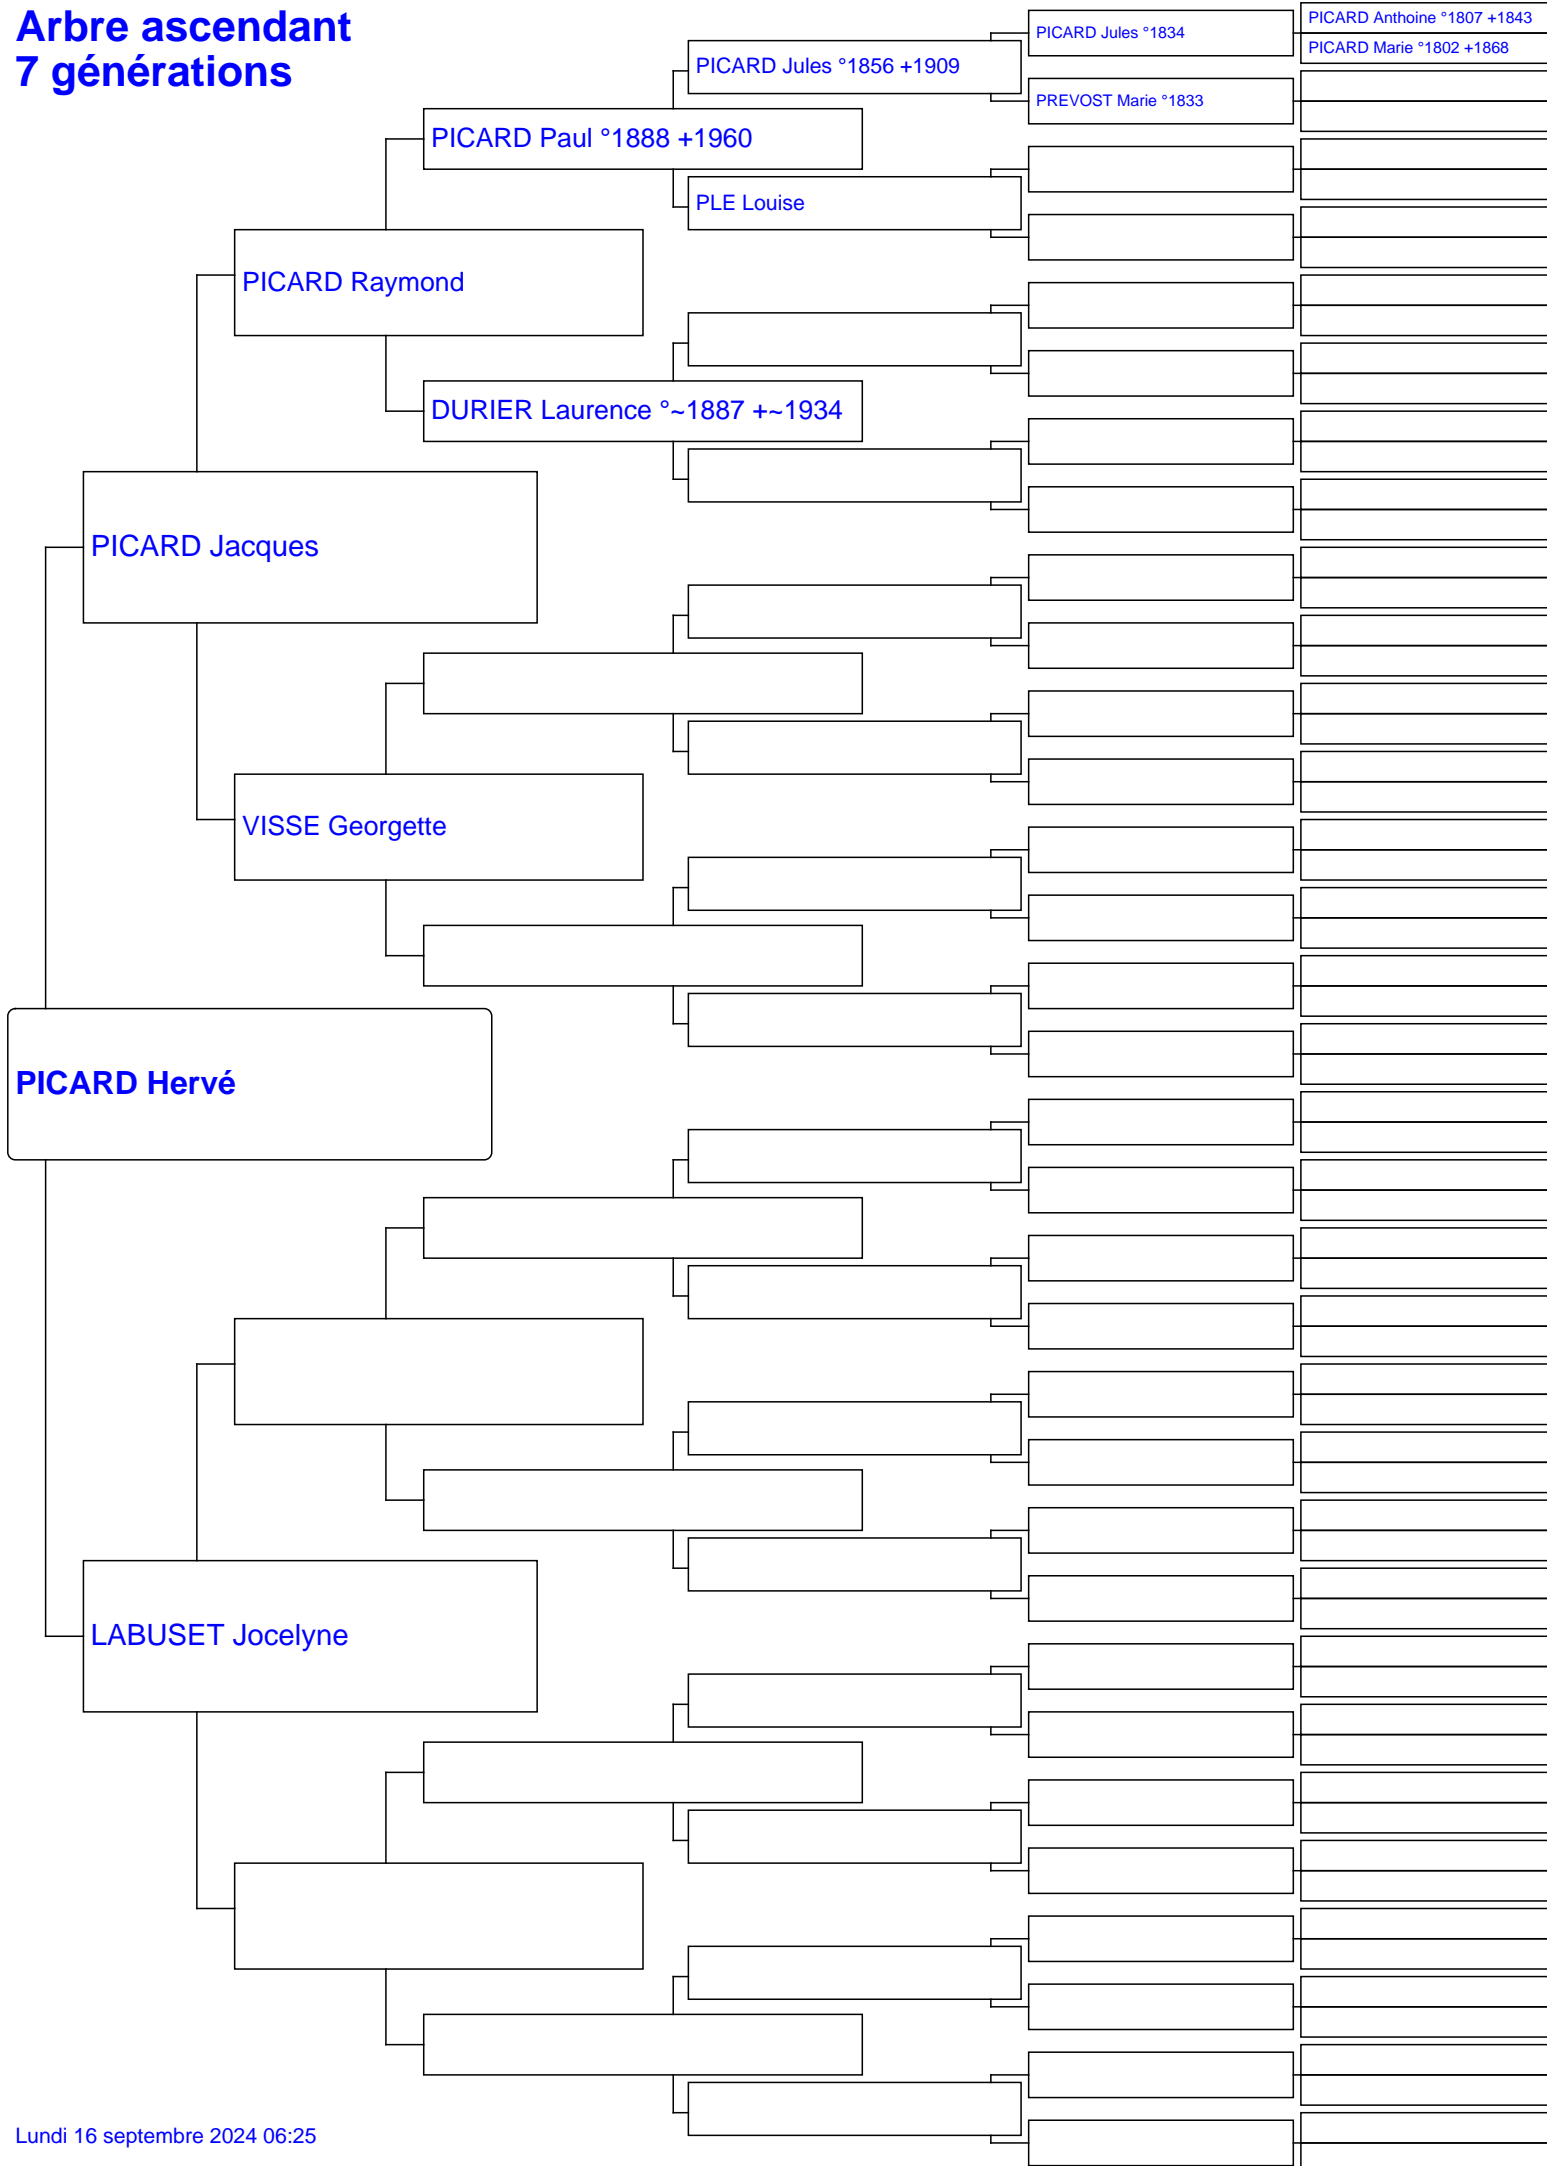 Arbre ascendant
7 générations
PICARD Jules °1834
PICARD Anthoine °1807 +1843
PICARD Marie °1802 +1868
PICARD Jules °1856 +1909
PREVOST Marie °1833
PICARD Paul °1888 +1960
PLE Louise
PICARD Raymond
DURIER Laurence °~1887 +~1934
PICARD Jacques
VISSE Georgette
PICARD Hervé
LABUSET Jocelyne
Lundi 16 septembre 2024 06:25